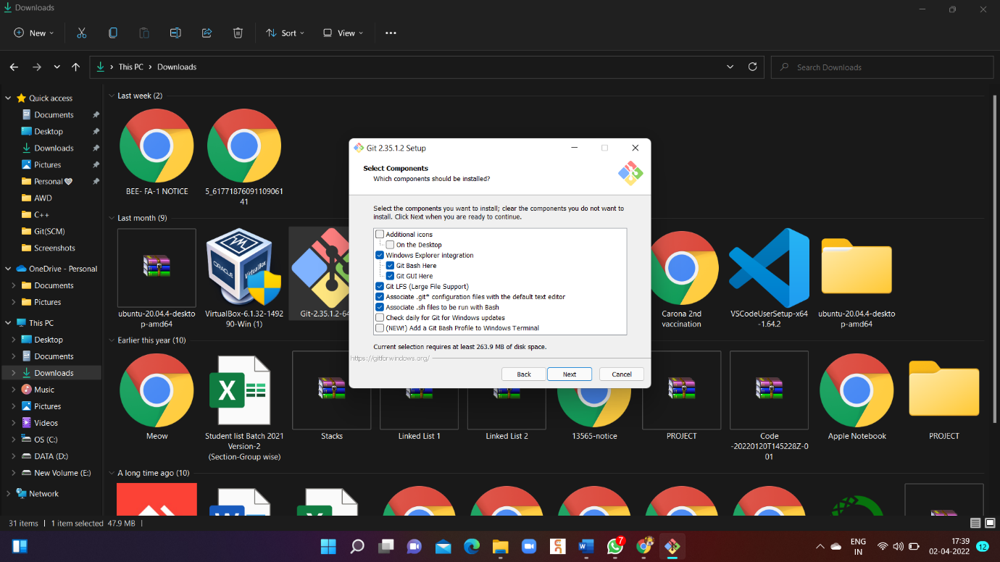 Downloads
New
Sort
View
This PC > Downloads
Search Downloads
Quick access
Documents
Desktop
Downloads
Pictures
Personal
AWD
C++
Git(SCM)
Screenshots
OneDrive - Personal
Documents
Pictures
This PC
Desktop
Documents
Downloads
Music
Pictures
Videos
OS (C:)
DATA (D:)
New Volume (E:)
Network
Last week (2)
BEE- FA-1 NOTICE
5_61771876091109061
41
Last month (9)
ubuntu-20.04.4-deskto
p-amd64
ORACLE
VirtualBox-6.1.32-1492
90-Win (1)
Git-2.35.1.2-64
Carona 2nd
vaccination
VSCodeUserSetup-x64
-1.64.2
ubuntu-20.04.4-deskto
p-amd64
Git 2.35.1.2 Setup
Select Components
Which components should be installed?
Select the components you want to install; clear the components you do not want to
install. Click Next when you are ready to continue.
Additional icons
On the Desktop
Windows Explorer integration
Git Bash Here
Git GUI Here
Git LFS (Large File Support)
Associate .git* configuration files with the default text editor
Associate .sh files to be run with Bash
Check daily for Git for Windows updates
(NEW!) Add a Git Bash Profile to Windows Terminal
Current selection requires at least 263.9 MB of disk space.
https://gitforwindows.org/
Back
Next
Cancel
Earlier this year (10)
X
Meow
Student list Batch 2021
Version-2
(Section-Group wise)
Stacks
Linked List 1
Linked List 2
13565-notice
PROJECT
Code
-20220120T145228Z-0
01
Apple Notebook
PROJECT
A long time ago (10)
31 items
1 item selected 47.9 MB
7
ENG
IN
17:39
02-04-2022
12